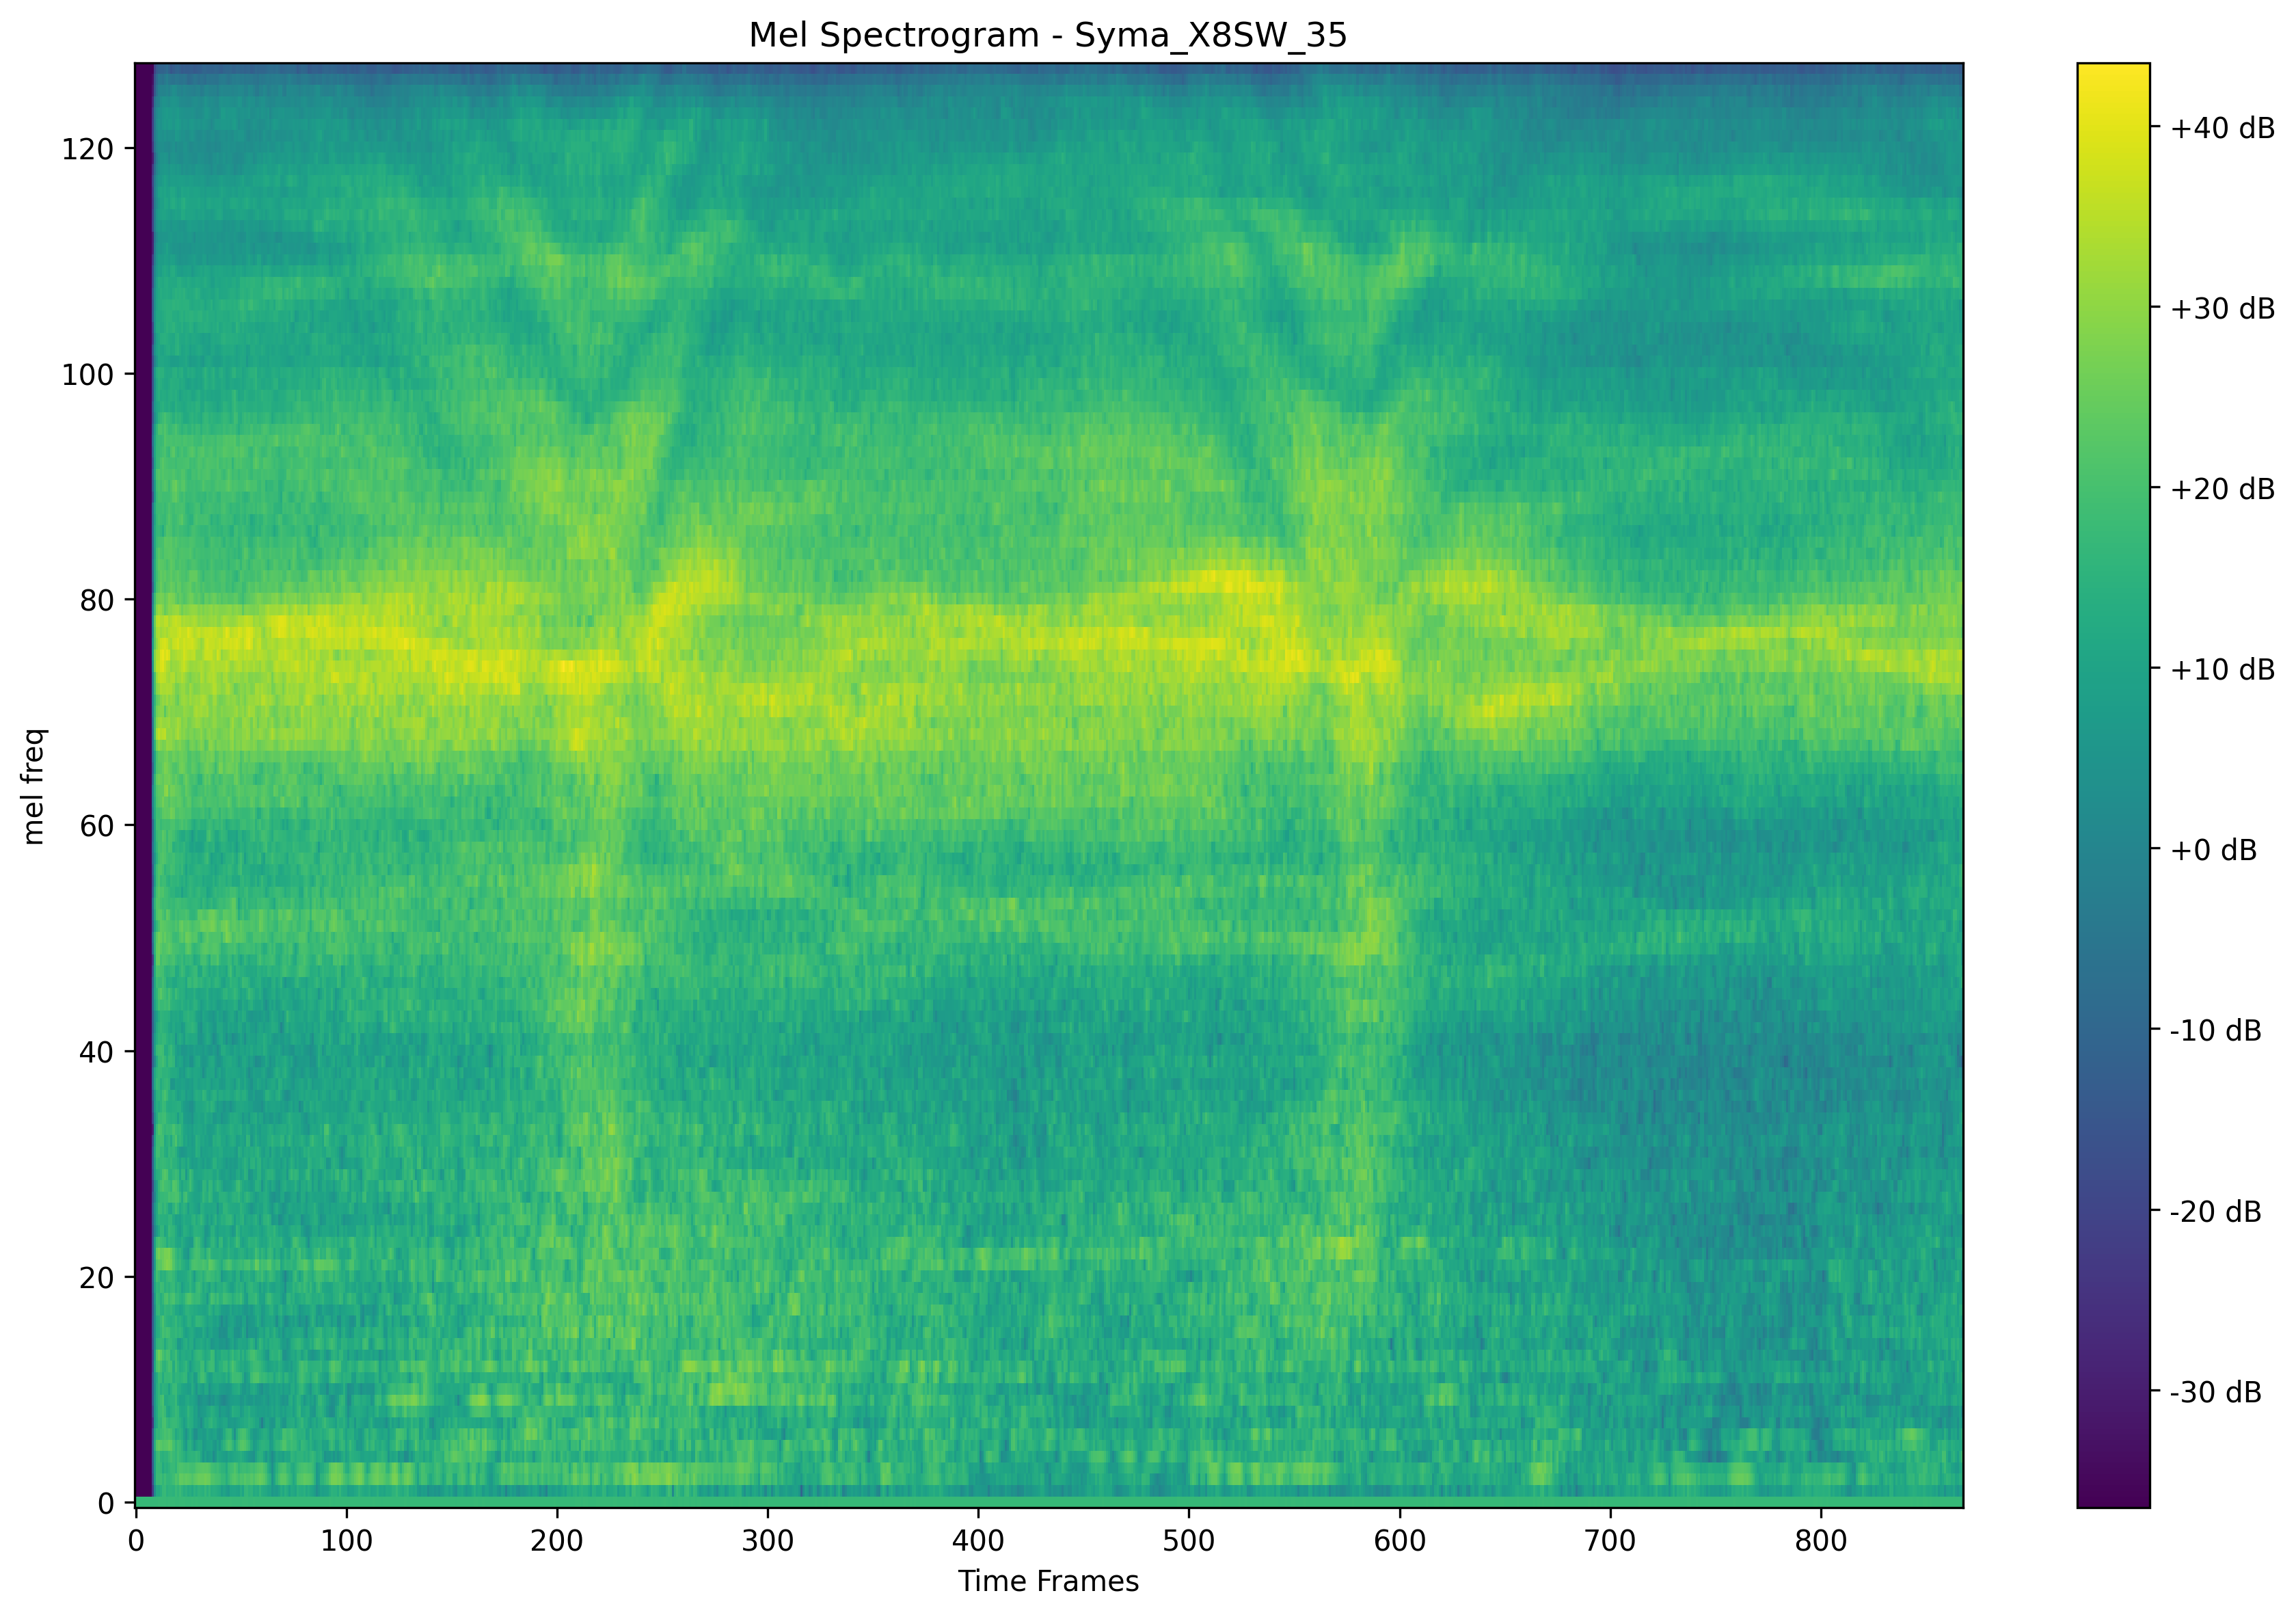 Mel Spectrogram - Syma_X8SW_35
mel freq
120
100
80
60
40
20
0
0 100 200 300 400 500 600 700 800
Time Frames
+40 dB
+30 dB
+20 dB
+10 dB
+0 dB
-10 dB
-20 dB
-30 dB